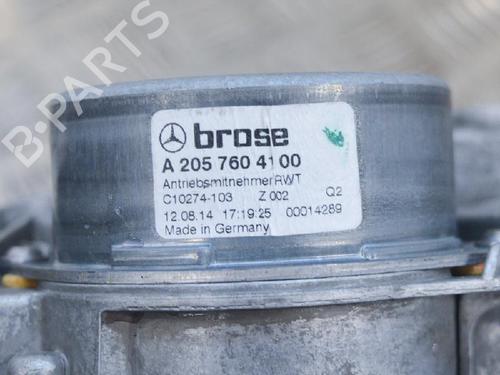 B-PARTS
brose
A 205 760 41 00
AntriebsmitnehmerRWT
C10274-103 Z 002 Q2
12.08.14 17:19:25 00014289
Made in Germany